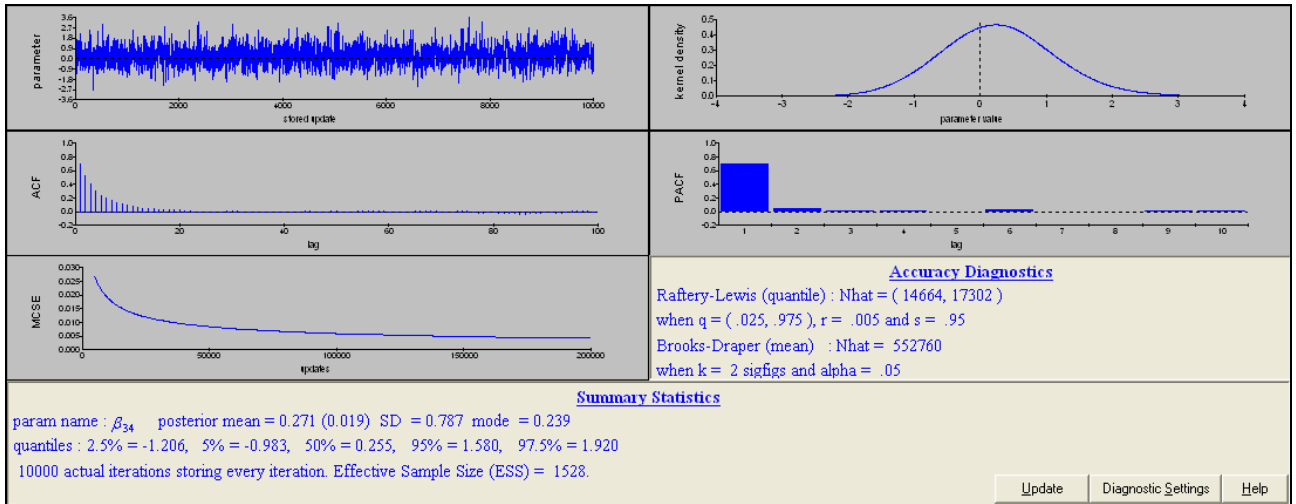 3.6
1.8
0.9
0.0
-0.9
-1.8
-2.7
-3.6
parameter
0 2000 4000 6000 8000 10000
stored update
0.5
0.4
0.3
0.2
0.1
0.0
kernel density
-4 -3 -2 -1 0 1 2 3 4
parameter value
1.0
0.8
0.6
0.4
0.2
0.0
-0.2
ACF
0 20 40 60 80 100
lag
1.0
0.8
0.6
0.4
0.2
0.0
-0.2
PACF
1 2 3 4 5 6 7 8 9 10
lag
0.030
0.025
0.020
0.015
0.010
0.005
0.000
MCSE
0 50000 100000 150000 200000
updates
Accuracy Diagnostics
Raftery-Lewis (quantile) : Nhat = ( 14664, 17302 )
when q = ( .025, .975 ), r = .005 and s = .95
Brooks-Draper (mean) : Nhat = 552760
when k = 2 sigfigs and alpha = .05
Summary Statistics
param name : β34 posterior mean = 0.271 (0.019) SD = 0.787 mode = 0.239
quantiles : 2.5% = -1.206, 5% = -0.983, 50% = 0.255, 95% = 1.580, 97.5% = 1.920
10000 actual iterations storing every iteration. Effective Sample Size (ESS) = 1528.
Update Diagnostic Settings Help